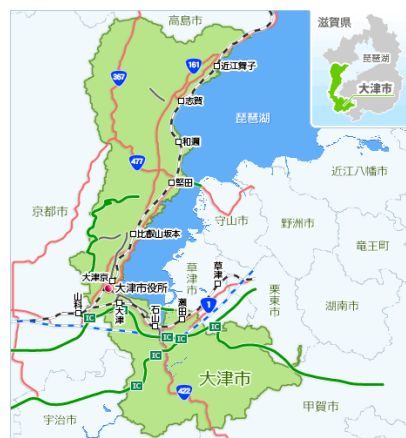 高島市
滋賀県
琵琶湖
大津市
161
367
近江舞子
志賀
琵琶湖
和邇
477
堅田
近江八幡市
京都市
守山市
野洲市
比叡山坂本
竜王町
大津京
草津市
草津
大津市役所
山科
大津
石山
瀬田
1
栗東市
湖南市
IC
IC
IC
IC
IC
大津市
422
宇治市
甲賀市